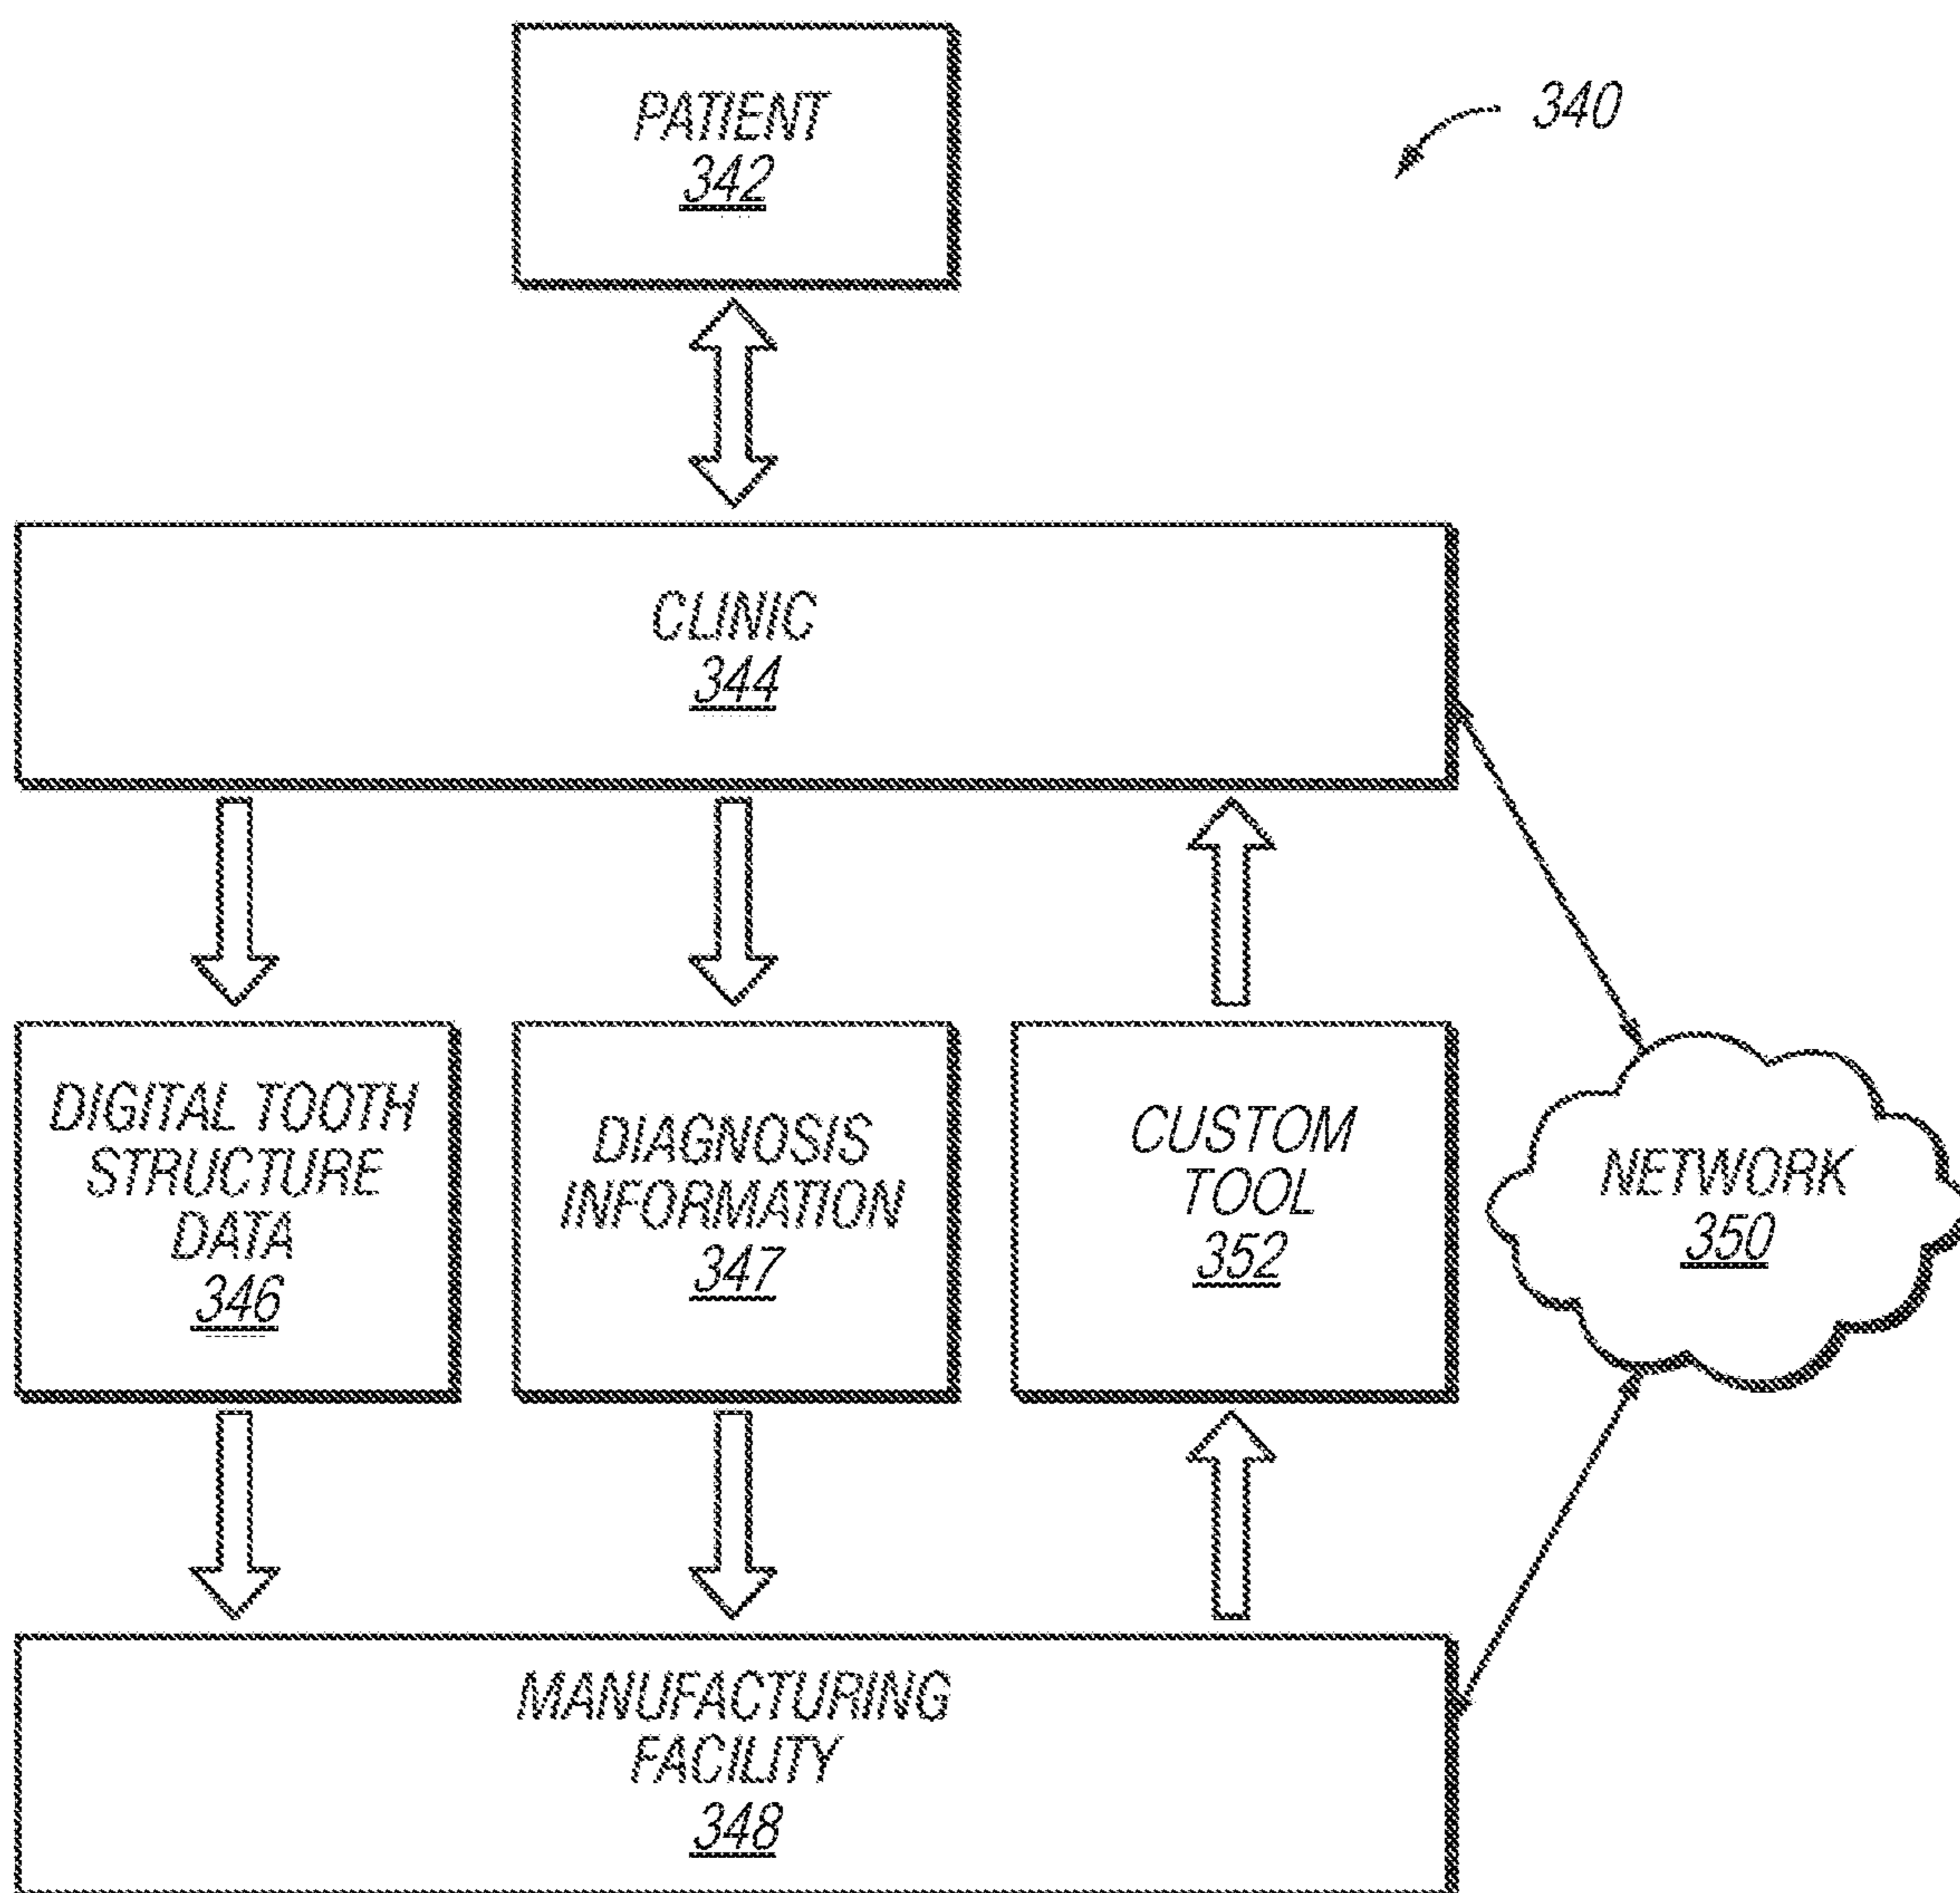 PATIENT
342
340
CLINIC
344
DIGITAL TOOTH
STRUCTURE
DATA
346
DIAGNOSIS
INFORMATION
347
CUSTOM
TOOL
352
NETWORK
350
MANUFACTURING
FACILITY
348